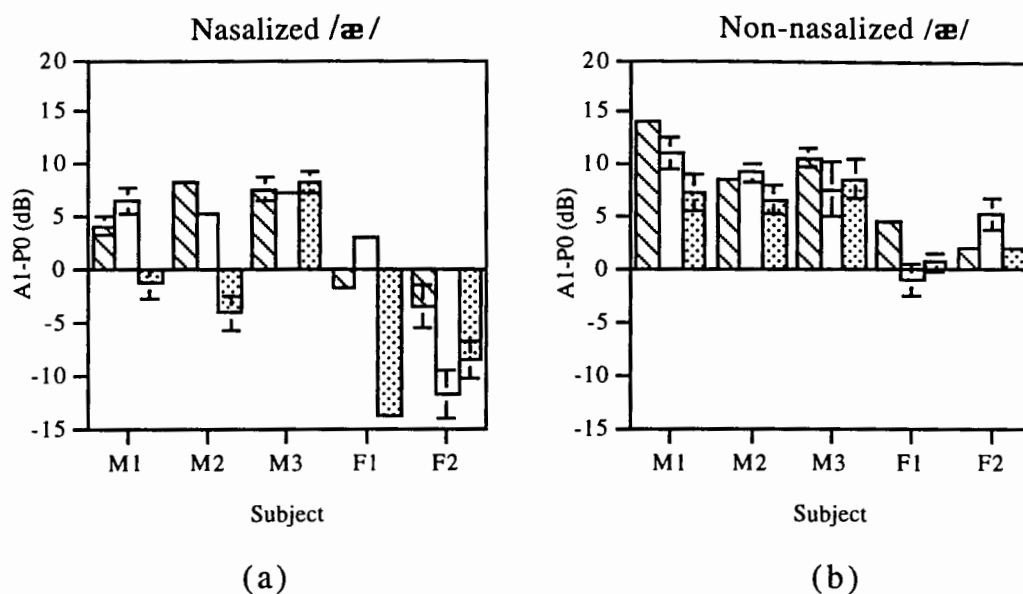 Nasalized /æ/
20
15
10
5
0
-5
-10
-15
A1-P0 (dB)
M1 M2 M3 F1 F2
Subject
(a)
Non-nasalized /æ/
20
15
10
5
0
-5
-10
-15
A1-P0 (dB)
M1 M2 M3 F1 F2
Subject
(b)